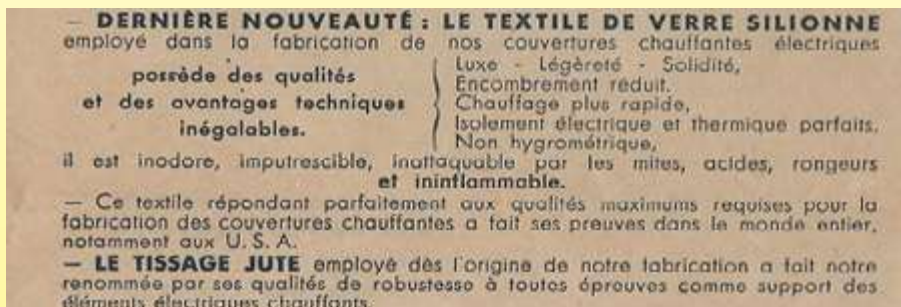 — DERNIÈRE NOUVEAUTÉ : LE TEXTILE DE VERRE SILIONNE
employé dans la fabrication de nos couvertures chauffantes électriques
possède des qualités
et des avantages techniques
inégalables.
Luxe - Légèreté - Solidité,
Encombrement réduit.
Chauffage plus rapide,
Isolement électrique et thermique parfaits,
Non hygrométrique,
il est inodore, imputrescible, inattaquable par les mites, acides, rongeurs
et ininflammable.
— Ce textile répondant parfaitement aux qualités maximums requises pour la
fabrication des couvertures chauffantes a fait ses preuves dans le monde entier,
notamment aux U. S. A.
— LE TISSAGE JUTE employé dès l'origine de notre fabrication a fait notre
renommée par ses qualités de robustesse à toutes épreuves comme support des
éléments électriques chauffants.